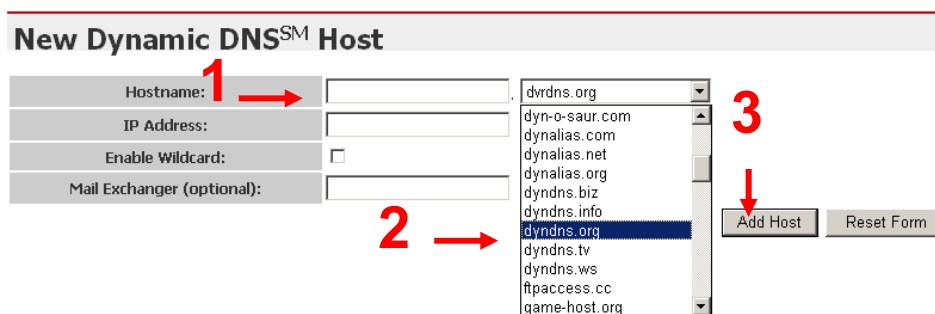 New Dynamic DNS℠ Host
1
Hostname:
. dvrdns.org
3
dyn-o-saur.com
IP Address:
dynalias.com
Enable Wildcard:
dynalias.net
dynalias.org
Mail Exchanger (optional):
dyndns.biz
dyndns.info
2
dyndns.org
Add Host Reset Form
dyndns.tv
dyndns.ws
ftpaccess.cc
game-host.org